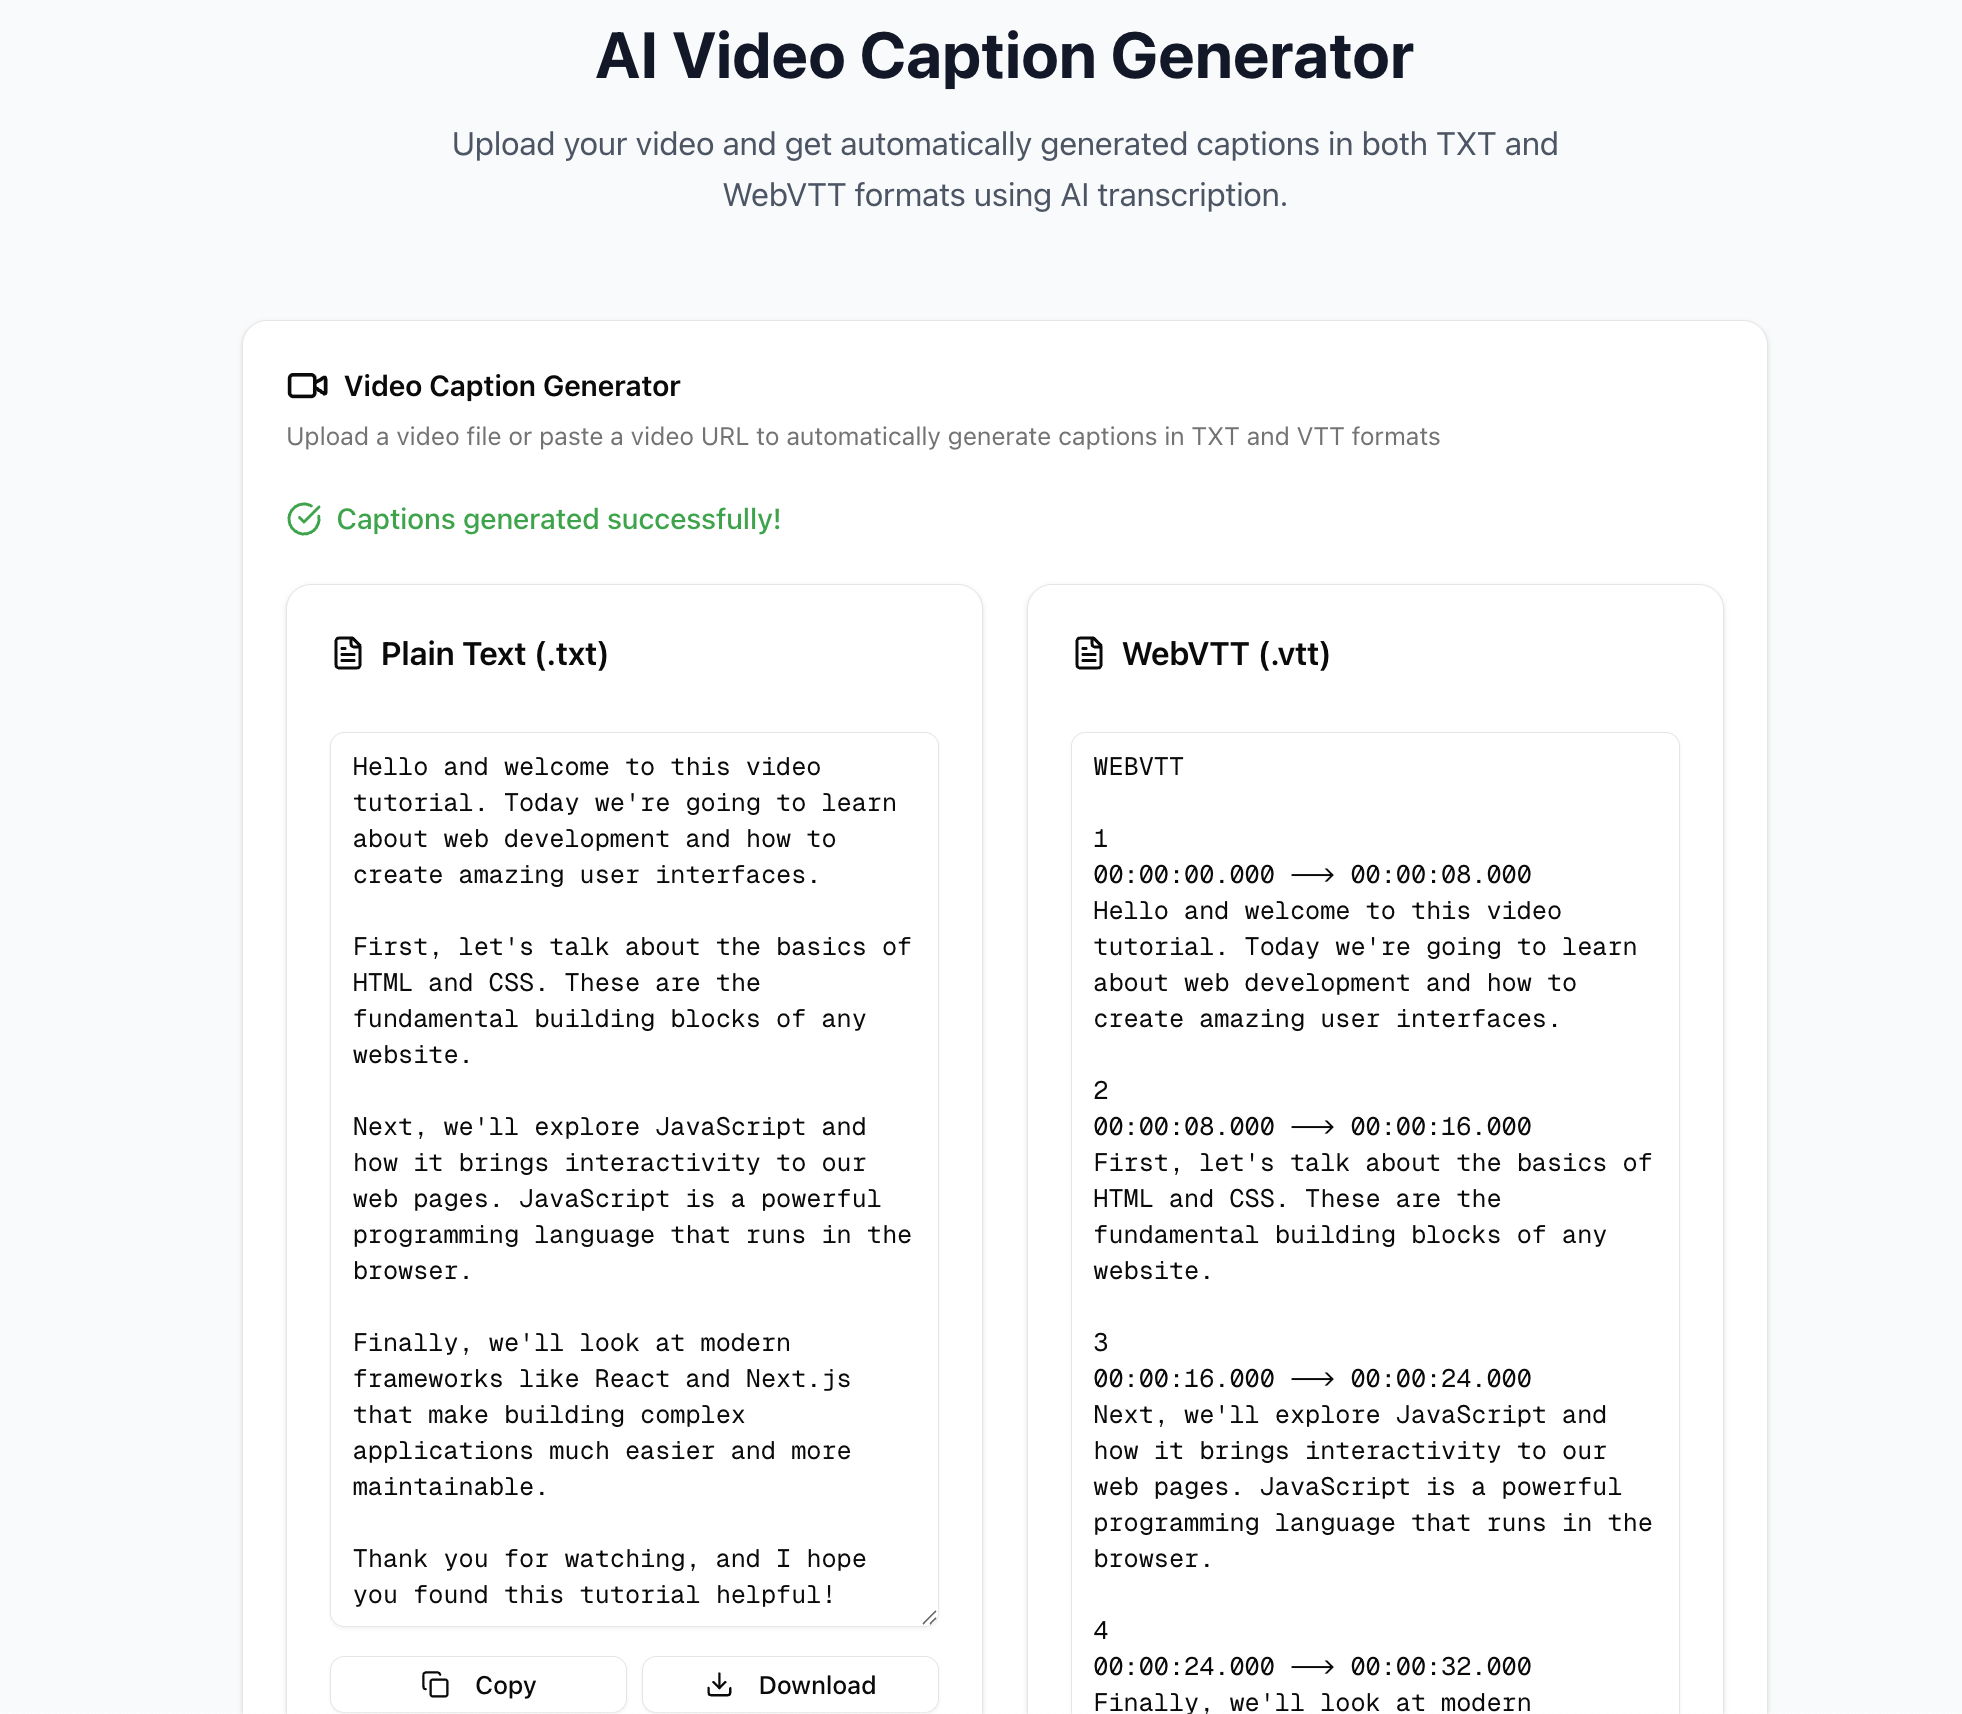 AI Video Caption Generator
Upload your video and get automatically generated captions in both TXT and
WebVTT formats using AI transcription.
Video Caption Generator
Upload a video file or paste a video URL to automatically generate captions in TXT and VTT formats
Captions generated successfully!
Plain Text (.txt)
Hello and welcome to this video
tutorial. Today we're going to learn
about web development and how to
create amazing user interfaces.
First, let's talk about the basics of
HTML and CSS. These are the
fundamental building blocks of any
website.
Next, we'll explore JavaScript and
how it brings interactivity to our
web pages. JavaScript is a powerful
programming language that runs in the
browser.
Finally, we'll look at modern
frameworks like React and Next.js
that make building complex
applications much easier and more
maintainable.
Thank you for watching, and I hope
you found this tutorial helpful!
Copy
Download
WebVTT (.vtt)
WEBVTT
1
00:00:00.000 --> 00:00:08.000
Hello and welcome to this video
tutorial. Today we're going to learn
about web development and how to
create amazing user interfaces.
2
00:00:08.000 --> 00:00:16.000
First, let's talk about the basics of
HTML and CSS. These are the
fundamental building blocks of any
website.
3
00:00:16.000 --> 00:00:24.000
Next, we'll explore JavaScript and
how it brings interactivity to our
web pages. JavaScript is a powerful
programming language that runs in the
browser.
4
00:00:24.000 --> 00:00:32.000
Finally, we'll look at modern